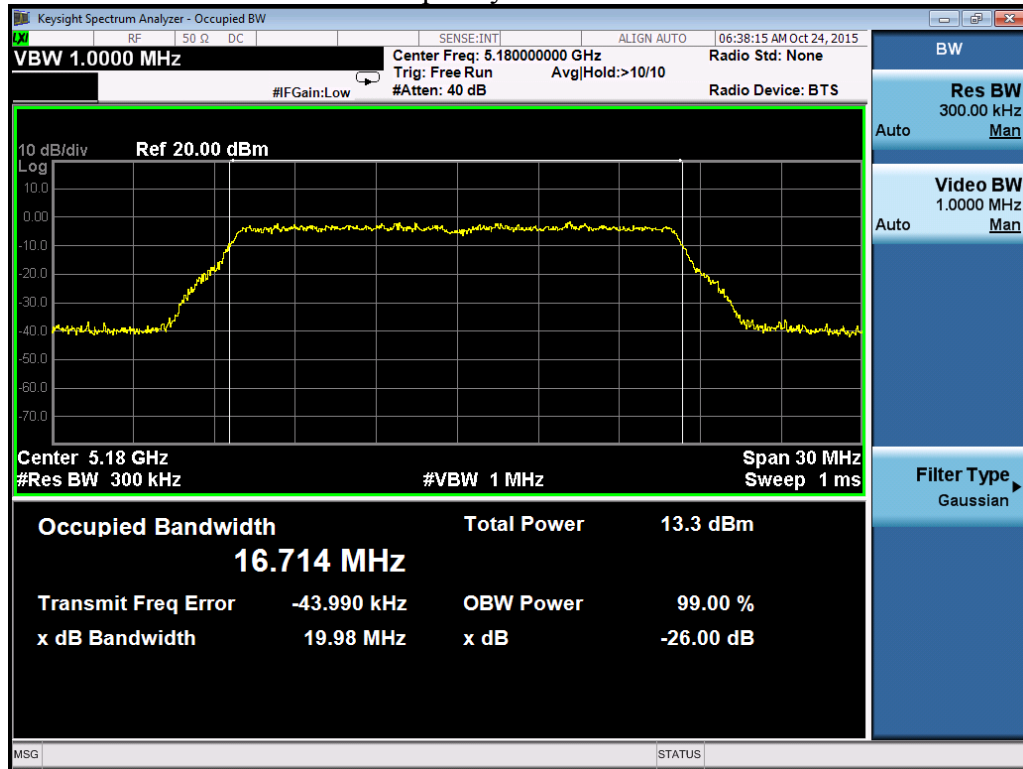 Keysight Spectrum Analyzer - Occupied BW
LXI RF 50 Ω DC SENSE:INT ALIGN AUTO 06:38:15 AM Oct 24, 2015
VBW 1.0000 MHz
Center Freq: 5.180000000 GHz Radio Std: None
Trig: Free Run Avg|Hold:>10/10
#IFGain:Low #Atten: 40 dB Radio Device: BTS
10 dB/div Ref 20.00 dBm
Log
10.0
0.00
-10.0
-20.0
-30.0
-40.0
-50.0
-60.0
-70.0
Center 5.18 GHz Span 30 MHz
#Res BW 300 kHz #VBW 1 MHz Sweep 1 ms
Occupied Bandwidth Total Power 13.3 dBm
16.714 MHz
Transmit Freq Error -43.990 kHz OBW Power 99.00 %
x dB Bandwidth 19.98 MHz x dB -26.00 dB
MSG STATUS
BW
Res BW
300.00 kHz
Auto Man
Video BW
1.0000 MHz
Auto Man
Filter Type
Gaussian